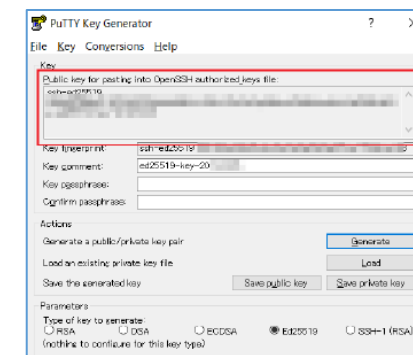 PuTTY Key Generator ?
File Key Conversions Help
Key
Public key for pasting into OpenSSH authorized_keys file:
ssh-ed25519
Key fingerprint: ssh-ed25519
Key comment: ed25519-key-20
Key passphrase:
Confirm passphrase:
Actions
Generate a public/private key pair Generate
Load an existing private key file Load
Save the generated key Save public key Save private key
Parameters
Type of key to generate:
RSA DSA ECDSA Ed25519 SSH-1 (RSA)
(nothing to configure for this key type)